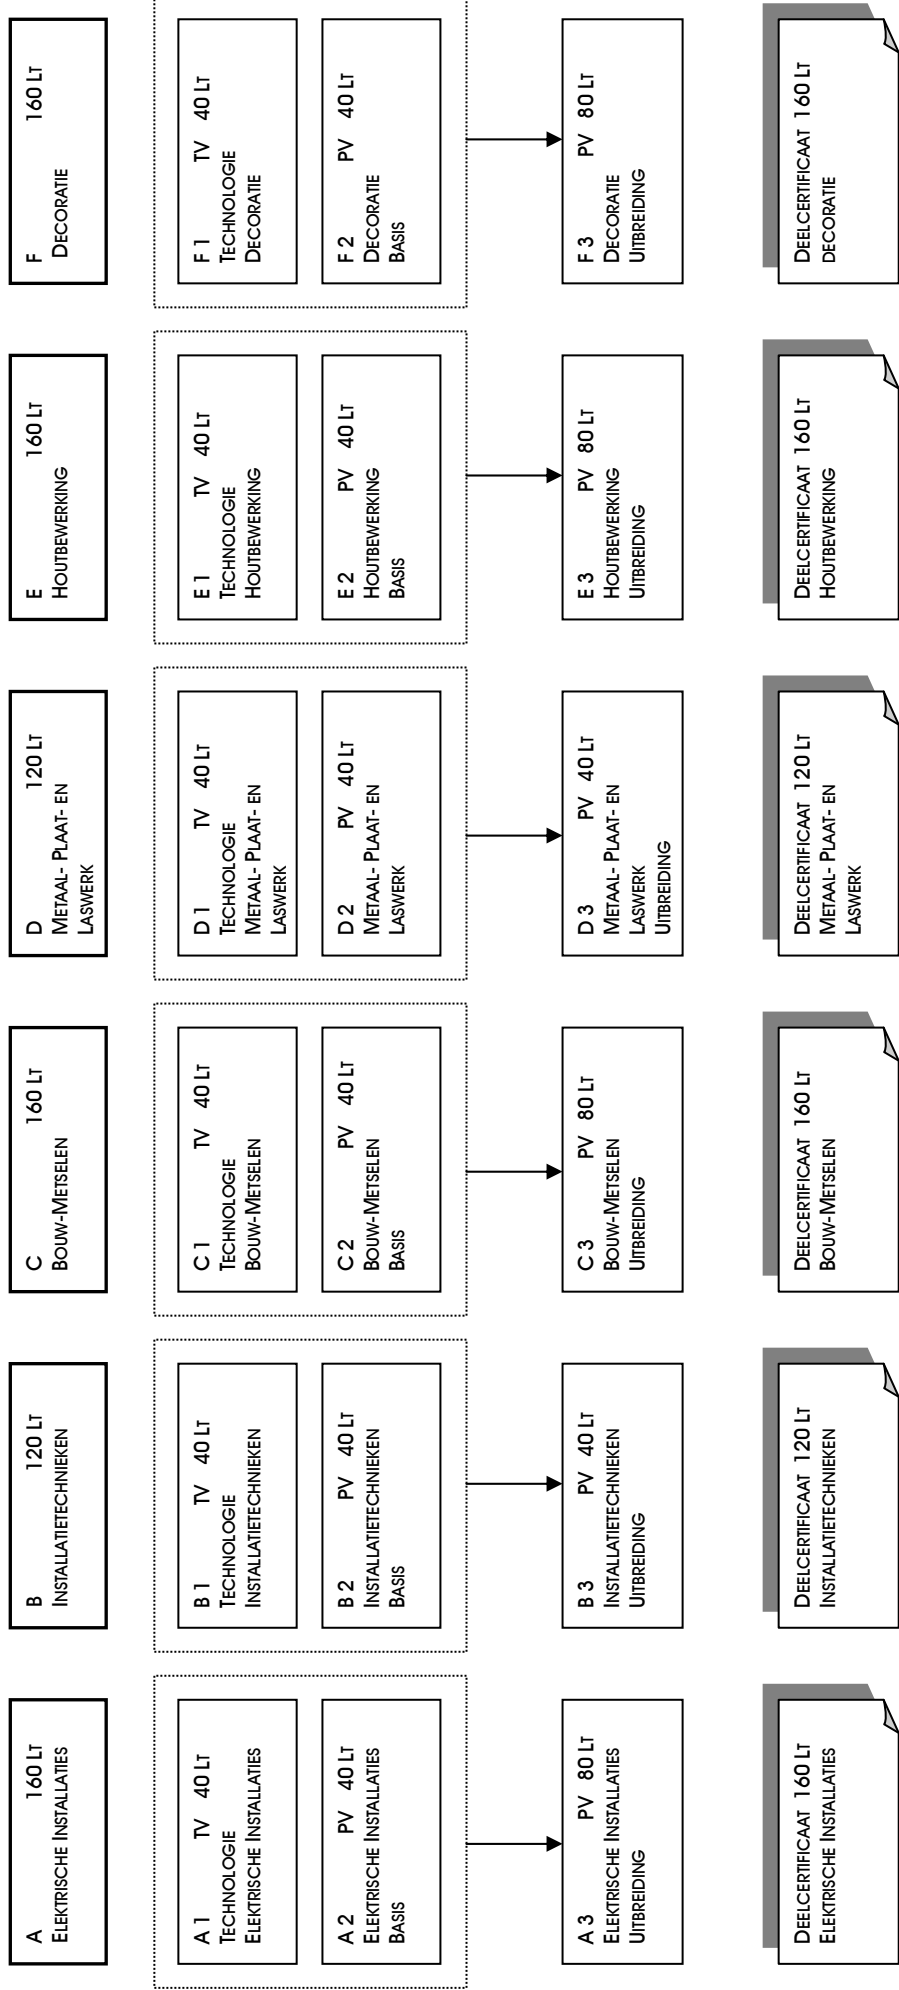 A 160 LT
ELEKTRISCHE INSTALLATIES
B 120 LT
INSTALLATIETECHNIEKEN
C 160 LT
BOUW-METSELEN
D 120 LT
METAAL- PLAAT- EN
LASWERK
E 160 LT
HOUTBEWERKING
F 160 LT
DECORATIE
A 1 TV 40 LT
TECHNOLOGIE
ELEKTRISCHE INSTALLATIES
B 1 TV 40 LT
TECHNOLOGIE
INSTALLATIETECHNIEKEN
C 1 TV 40 LT
TECHNOLOGIE
BOUW-METSELEN
D 1 TV 40 LT
TECHNOLOGIE
METAAL- PLAAT- EN
LASWERK
E 1 TV 40 LT
TECHNOLOGIE
HOUTBEWERKING
F 1 TV 40 LT
TECHNOLOGIE
DECORATIE
A 2 PV 40 LT
ELEKTRISCHE INSTALLATIES
BASIS
B 2 PV 40 LT
INSTALLATIETECHNIEKEN
BASIS
C 2 PV 40 LT
BOUW-METSELEN
BASIS
D 2 PV 40 LT
METAAL- PLAAT- EN
LASWERK
E 2 PV 40 LT
HOUTBEWERKING
BASIS
F 2 PV 40 LT
DECORATIE
BASIS
A 3 PV 80 LT
ELEKTRISCHE INSTALLATIES
UITBREIDING
B 3 PV 40 LT
INSTALLATIETECHNIEKEN
UITBREIDING
C 3 PV 80 LT
BOUW-METSELEN
UITBREIDING
D 3 PV 40 LT
METAAL- PLAAT- EN
LASWERK
UITBREIDING
E 3 PV 80 LT
HOUTBEWERKING
UITBREIDING
F 3 PV 80 LT
DECORATIE
UITBREIDING
DEELCERTIFICAAT 160 LT
ELEKTRISCHE INSTALLATIES
DEELCERTIFICAAT 120 LT
INSTALLATIETECHNIEKEN
DEELCERTIFICAAT 160 LT
BOUW-METSELEN
DEELCERTIFICAAT 120 LT
METAAL- PLAAT- EN
LASWERK
DEELCERTIFICAAT 160 LT
HOUTBEWERKING
DEELCERTIFICAAT 160 LT
DECORATIE